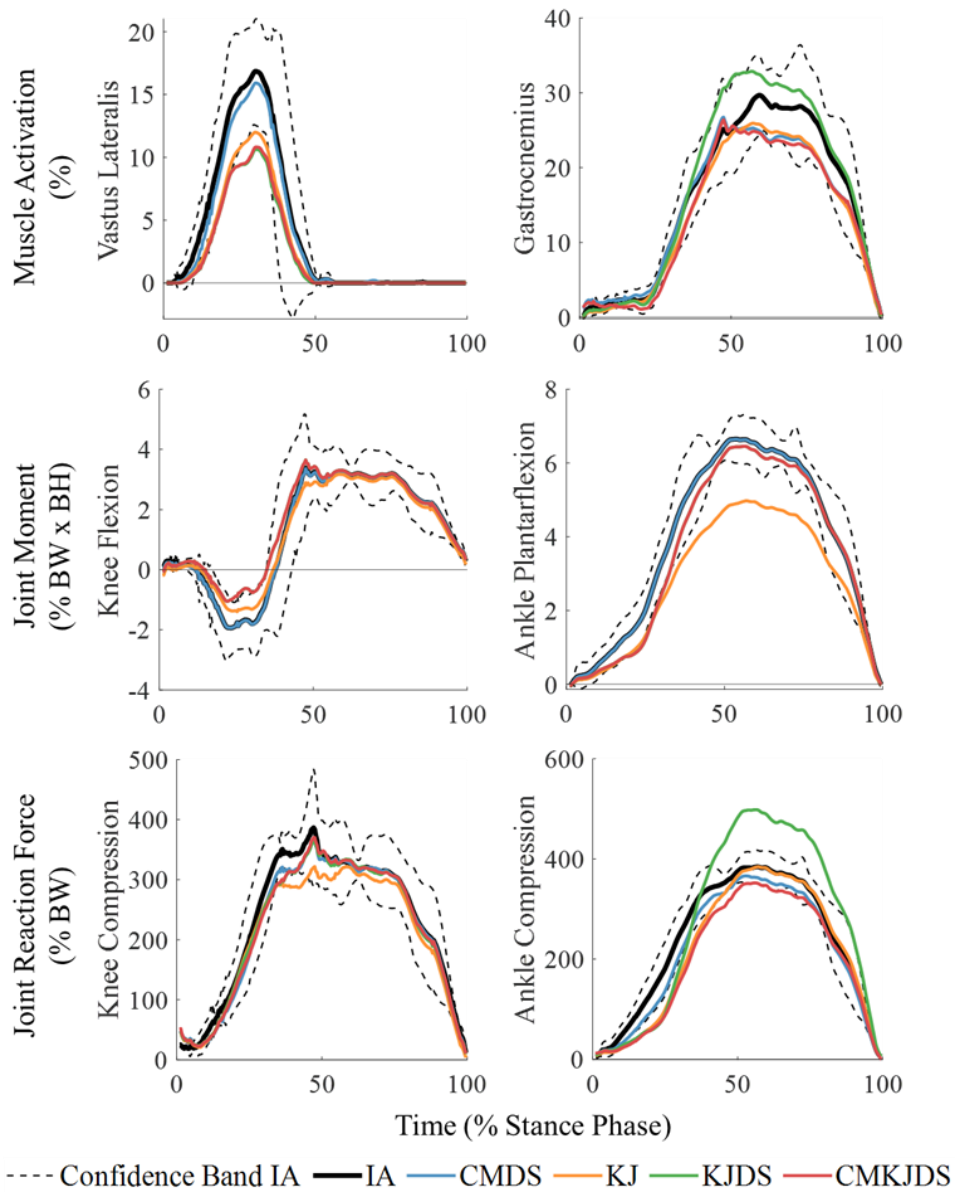 Muscle Activation
(%)
Vastus Lateralis
20
15
10
5
0
0 50 100
Gastrocnemius
40
30
20
10
0
0 50 100
Joint Moment
(% BW x BH)
Knee Flexion
6
4
2
0
-2
-4
0 50 100
Ankle Plantarflexion
8
6
4
2
0
0 50 100
Joint Reaction Force
(% BW)
Knee Compression
500
400
300
200
100
0
0 50 100
Ankle Compression
600
400
200
0
0 50 100
Time (% Stance Phase)
Confidence Band IA IA CMDS KJ KJDS CMKJDS